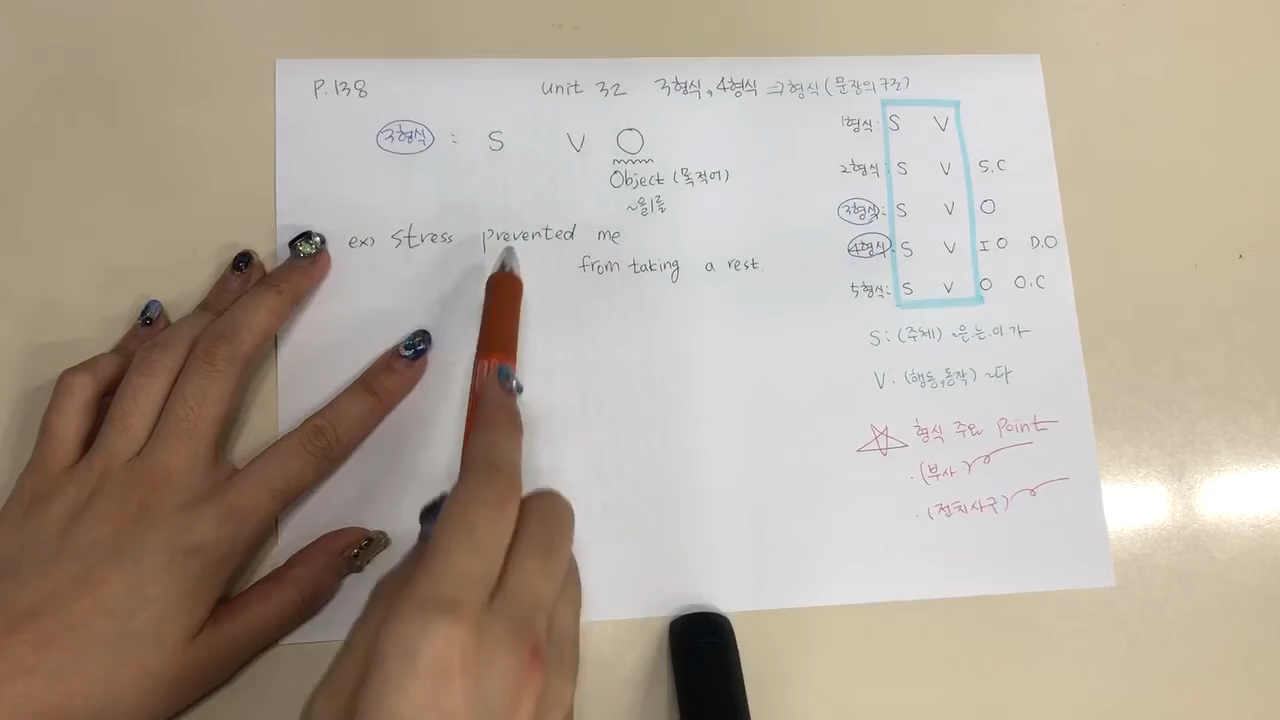 P.138
unit 32 3형식, 4형식 => 형식 (문장의 구조)
3형식 : S V O
Object (목적어)
~을/를
ex) stress prevented me
from taking a rest.
1형식: S V
2형식: S V S.C
3형식: S V O
4형식: S V I O D.O
5형식: S V O O.C
S: (주체) ~은.는.이.가
V: (행동,동작) ~다
☆ 형식 주요 Point
. (부사)
. (전치사구)